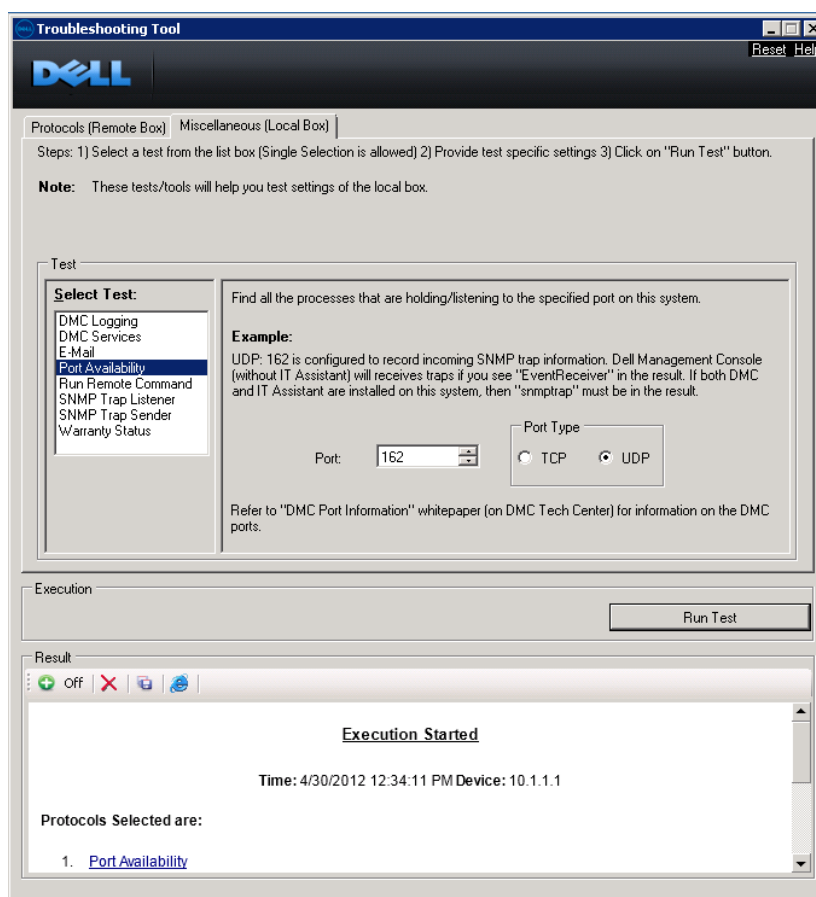 Troubleshooting Tool
Reset Help
DELL
Protocols (Remote Box) Miscellaneous (Local Box)
Steps: 1) Select a test from the list box (Single Selection is allowed) 2) Provide test specific settings 3) Click on "Run Test" button.
Note: These tests/tools will help you test settings of the local box.
Test
Select Test:
DMC Logging
DMC Services
E-Mail
Port Availability
Run Remote Command
SNMP Trap Listener
SNMP Trap Sender
Warranty Status
Find all the processes that are holding/listening to the specified port on this system.
Example:
UDP: 162 is configured to record incoming SNMP trap information. Dell Management Console
(without IT Assistant) will receives traps if you see "EventReceiver" in the result. If both DMC
and IT Assistant are installed on this system, then "snmptrap" must be in the result.
Port Type
Port: 162 TCP UDP
Refer to "DMC Port Information" whitepaper (on DMC Tech Center) for information on the DMC
ports.
Execution
Run Test
Result
Off
Execution Started
Time: 4/30/2012 12:34:11 PM Device: 10.1.1.1
Protocols Selected are:
1. Port Availability